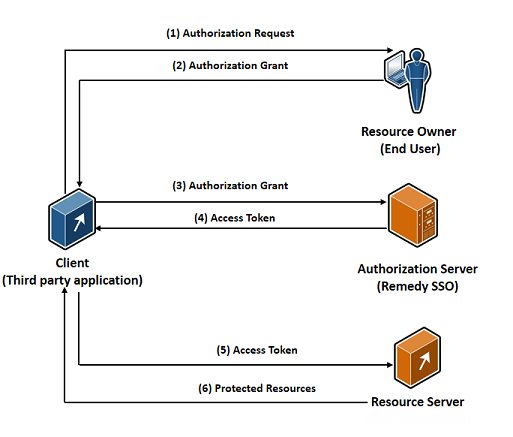 (1) Authorization Request
(2) Authorization Grant
Resource Owner
(End User)
(3) Authorization Grant
(4) Access Token
Client
(Third party application)
Authorization Server
(Remedy SSO)
(5) Access Token
(6) Protected Resources
Resource Server